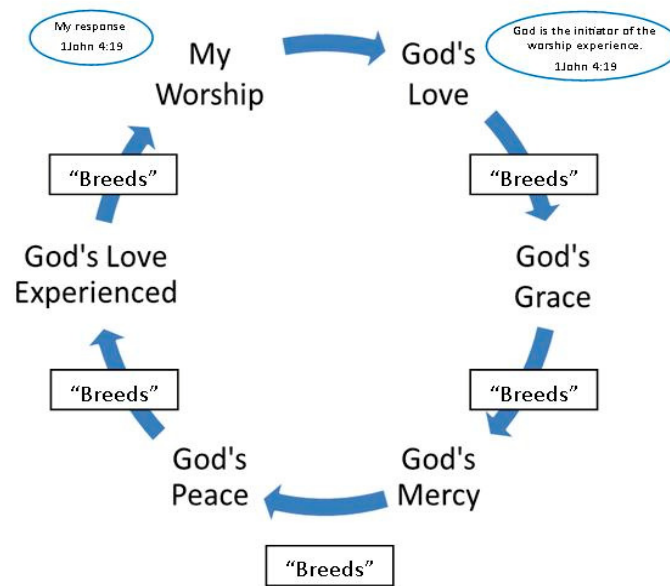 My response
1John 4:19
My
Worship
God's
Love
God is the initiator of the
worship experience.
1John 4:19
“Breeds”
God's
Grace
“Breeds”
God's
Mercy
“Breeds”
God's
Peace
“Breeds”
God's Love
Experienced
“Breeds”